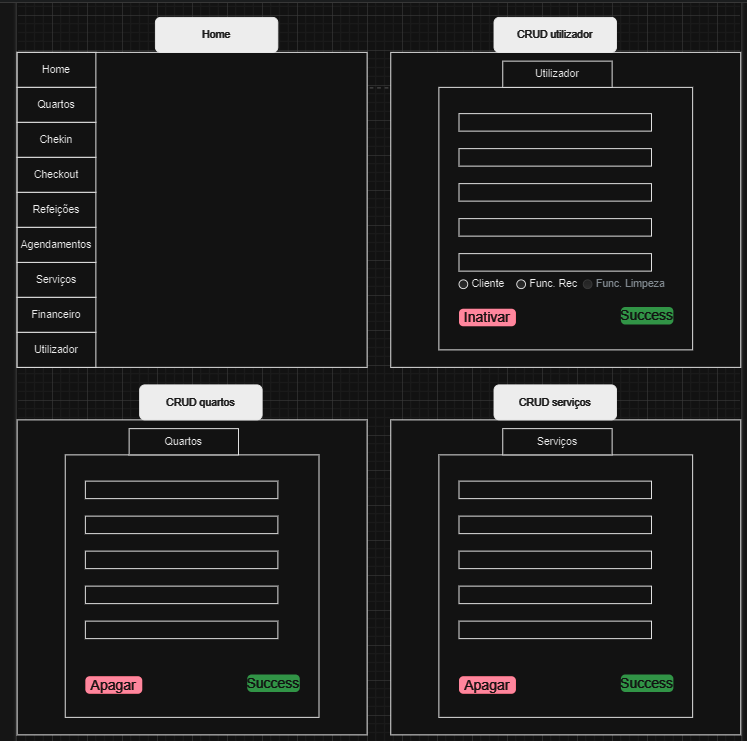 Home
CRUD utilizador
Home
Quartos
Chekin
Checkout
Refeições
Agendamentos
Serviços
Financeiro
Utilizador
Utilizador
Cliente Func. Rec Func. Limpeza
Inativar Success
CRUD quartos
CRUD serviços
Quartos
Apagar Success
Serviços
Apagar Success